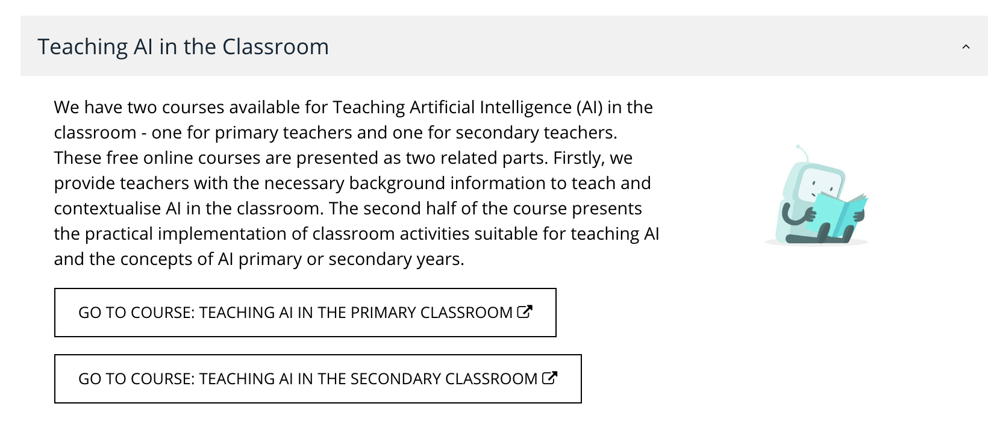 Teaching AI in the Classroom
We have two courses available for Teaching Artificial Intelligence (AI) in the
classroom - one for primary teachers and one for secondary teachers.
These free online courses are presented as two related parts. Firstly, we
provide teachers with the necessary background information to teach and
contextualise AI in the classroom. The second half of the course presents
the practical implementation of classroom activities suitable for teaching AI
and the concepts of AI primary or secondary years.
GO TO COURSE: TEACHING AI IN THE PRIMARY CLASSROOM
GO TO COURSE: TEACHING AI IN THE SECONDARY CLASSROOM